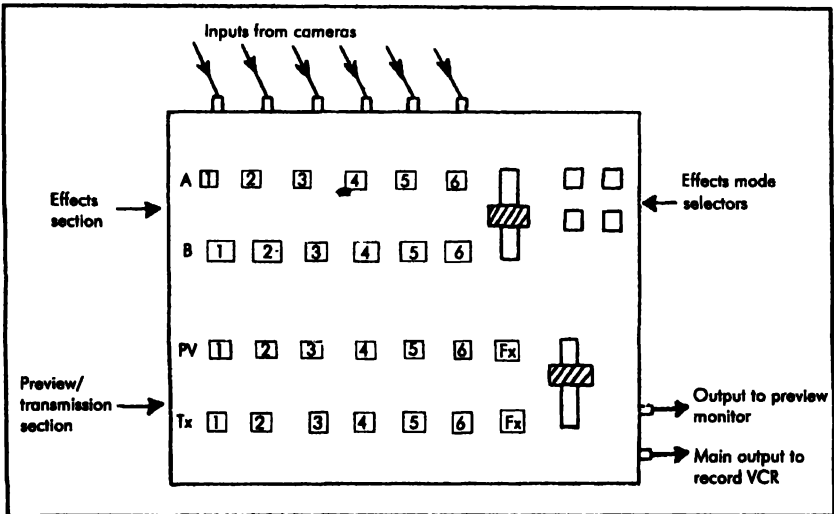 Inputs from cameras
A 1 2 3 4 5 6
Effects
section
Effects mode
selectors
B 1 2 3 4 5 6
PV 1 2 3 4 5 6 Fx
Preview/
transmission
section
Tx 1 2 3 4 5 6 Fx
Output to preview
monitor
Main output to
record VCR